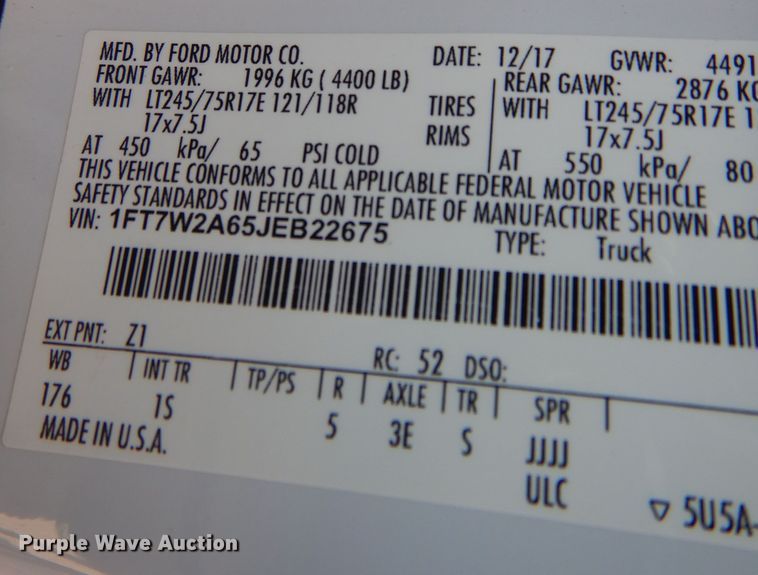 MFD. BY FORD MOTOR CO. DATE: 12/17 GVWR: 4491
FRONT GAWR: 1996 KG ( 4400 LB) REAR GAWR: 2876 KG
WITH LT245/75R17E 121/118R TIRES WITH LT245/75R17E
17x7.5J RIMS 17x7.5J
AT 450 kPa/ 65 PSI COLD AT 550 kPa/ 80
THIS VEHICLE CONFORMS TO ALL APPLICABLE FEDERAL MOTOR VEHICLE
SAFETY STANDARDS IN EFFECT ON THE DATE OF MANUFACTURE SHOWN ABO
VIN: 1FT7W2A65JEB22675 TYPE: Truck
EXT PNT: Z1 RC: 52 DSO:
WB INT TR TP/PS R AXLE TR SPR
176 1S 5 3E S JJJJ
MADE IN U.S.A. ULC
5U5A-
Purple Wave Auction